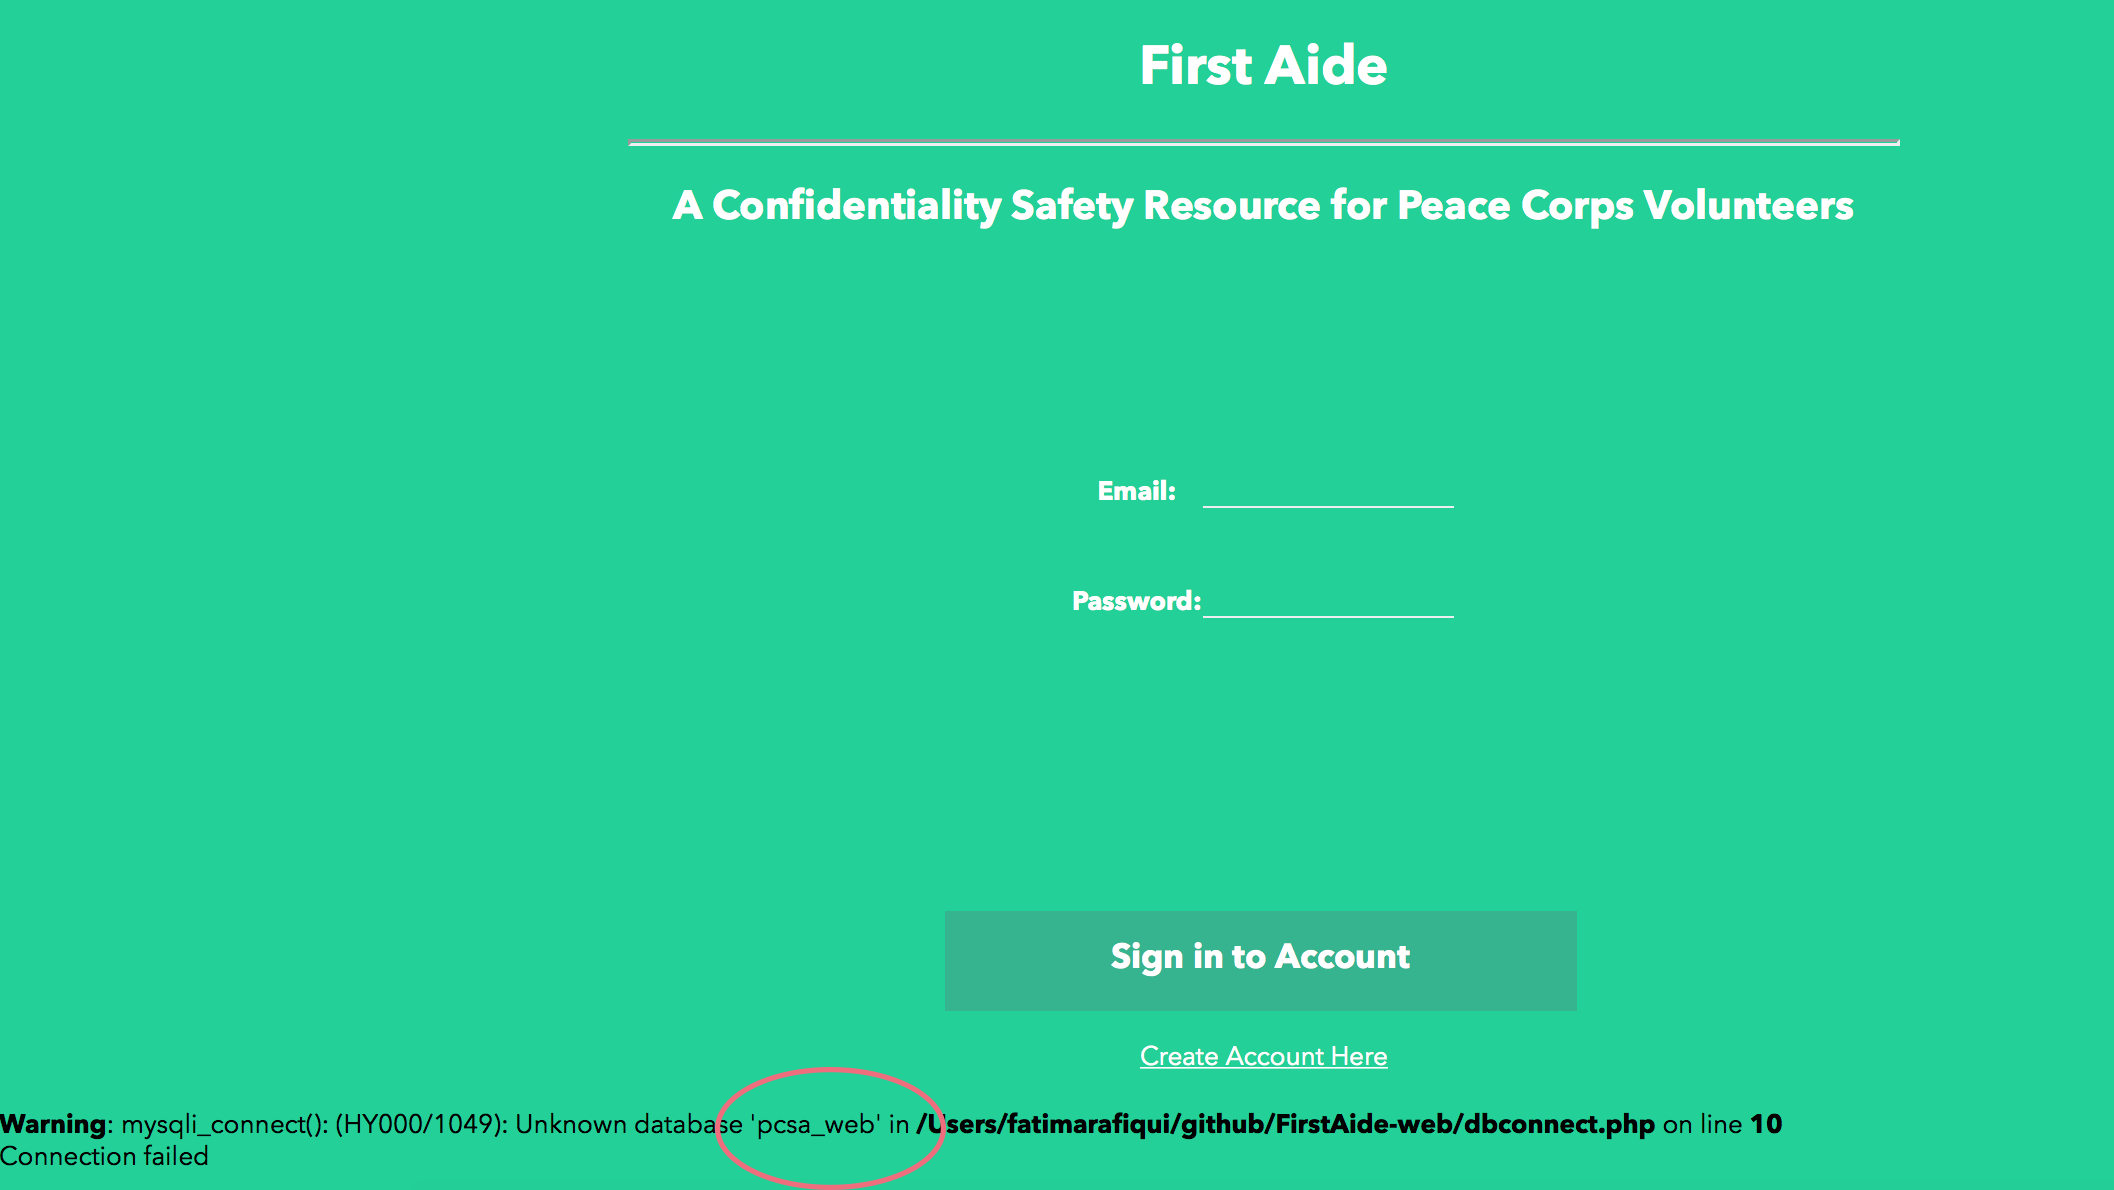 First Aide
A Confidentiality Safety Resource for Peace Corps Volunteers
Email:
Password:
Sign in to Account
Create Account Here
Warning: mysqli_connect(): (HY000/1049): Unknown database 'pcsa_web' in /Users/fatimarafiqui/github/FirstAide-web/dbconnect.php on line 10
Connection failed